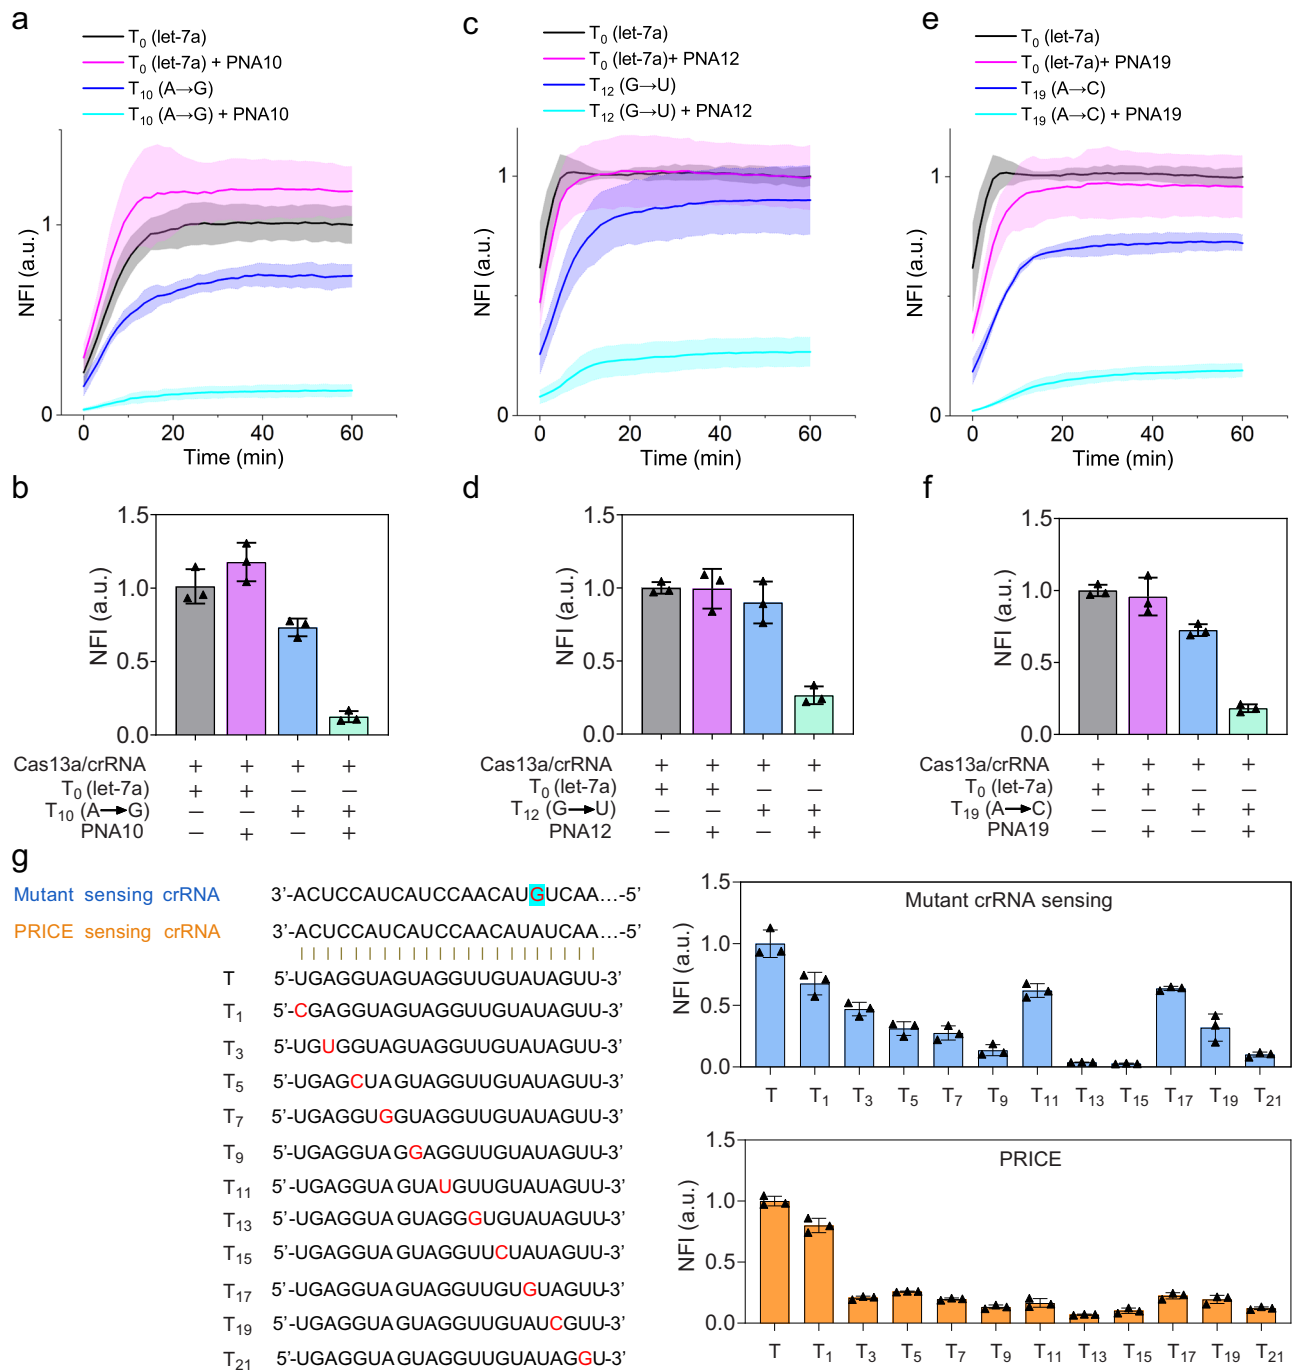 a
T0 (let-7a)
T0 (let-7a) + PNA10
T10 (A→G)
T10 (A→G) + PNA10
NFI (a.u.)
1
0
0 20 40 60
Time (min)
c
T0 (let-7a)
T0 (let-7a)+ PNA12
T12 (G→U)
T12 (G→U) + PNA12
NFI (a.u.)
1
0
0 20 40 60
Time (min)
e
T0 (let-7a)
T0 (let-7a)+ PNA19
T19 (A→C)
T19 (A→C) + PNA19
NFI (a.u.)
1
0
0 20 40 60
Time (min)
b
NFI (a.u.)
1.5
1.0
0.5
0.0
Cas13a/crRNA + + + +
T0 (let-7a) + + − −
T10 (A→G) − − + +
PNA10 − + − +
d
NFI (a.u.)
1.5
1.0
0.5
0.0
Cas13a/crRNA + + + +
T0 (let-7a) + + − −
T12 (G→U) − − + +
PNA12 − + − +
f
NFI (a.u.)
1.5
1.0
0.5
0.0
Cas13a/crRNA + + + +
T0 (let-7a) + + − −
T19 (A→C) − − + +
PNA19 − + − +
g
Mutant sensing crRNA 3'-ACUCCAUCAUCCAACAUGUCAA...-5'
PRICE sensing crRNA 3'-ACUCCAUCAUCCAACAUAUCAA...-5'
T 5'-UGAGGUAGUAGGUUGUAUAGUU-3'
T1 5'-CGAGGUAGUAGGUUGUAUAGUU-3'
T3 5'-UGUGGUAGUAGGUUGUAUAGUU-3'
T5 5'-UGAGCUAGUAGGUUGUAUAGUU-3'
T7 5'-UGAGGUGGUAGGUUGUAUAGUU-3'
T9 5'-UGAGGUAGGAGGUUGUAUAGUU-3'
T11 5'-UGAGGUAGUAUGUUGUAUAGUU-3'
T13 5'-UGAGGUAGUAGGGUGUAUAGUU-3'
T15 5'-UGAGGUAGUAGGUUCUAUAGUU-3'
T17 5'-UGAGGUAGUAGGUUGUGUAGUU-3'
T19 5'-UGAGGUAGUAGGUUGUAUCGUU-3'
T21 5'-UGAGGUAGUAGGUUGUAUAGGU-3'
Mutant crRNA sensing
NFI (a.u.)
1.5
1.0
0.5
0.0
T T1 T3 T5 T7 T9 T11 T13 T15 T17 T19 T21
PRICE
NFI (a.u.)
1.5
1.0
0.5
0.0
T T1 T3 T5 T7 T9 T11 T13 T15 T17 T19 T21